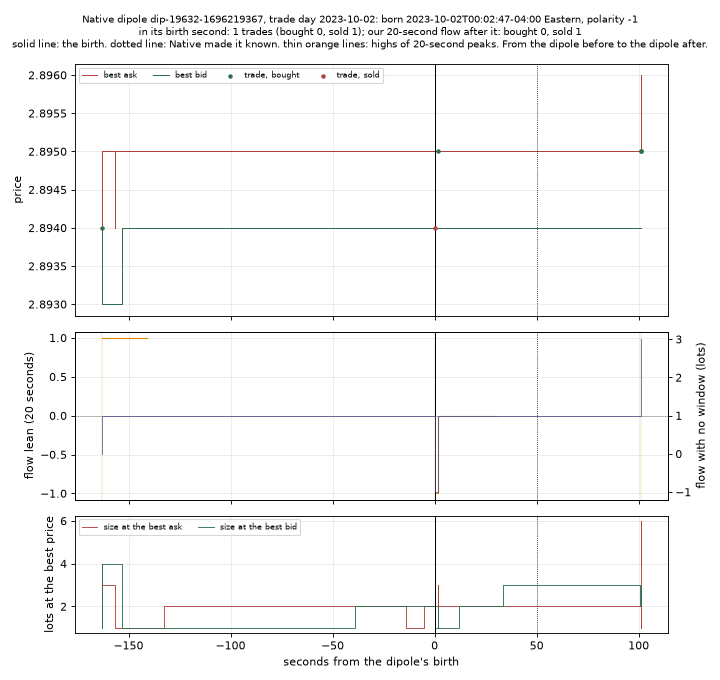 Native dipole dip-19632-1696219367, trade day 2023-10-02: born 2023-10-02T00:02:47-04:00 Eastern, polarity -1
in its birth second: 1 trades (bought 0, sold 1); our 20-second flow after it: bought 0, sold 1
solid line: the birth. dotted line: Native made it known. thin orange lines: highs of 20-second peaks. From the dipole before to the dipole after.
best ask
best bid
trade, bought
trade, sold
2.8960
2.8955
2.8950
2.8945
2.8940
2.8935
2.8930
price
1.0
0.5
0.0
−0.5
−1.0
flow lean (20 seconds)
3
2
1
0
−1
flow with no window (lots)
size at the best ask
size at the best bid
6
4
2
lots at the best price
−150
−100
−50
0
50
100
seconds from the dipole's birth